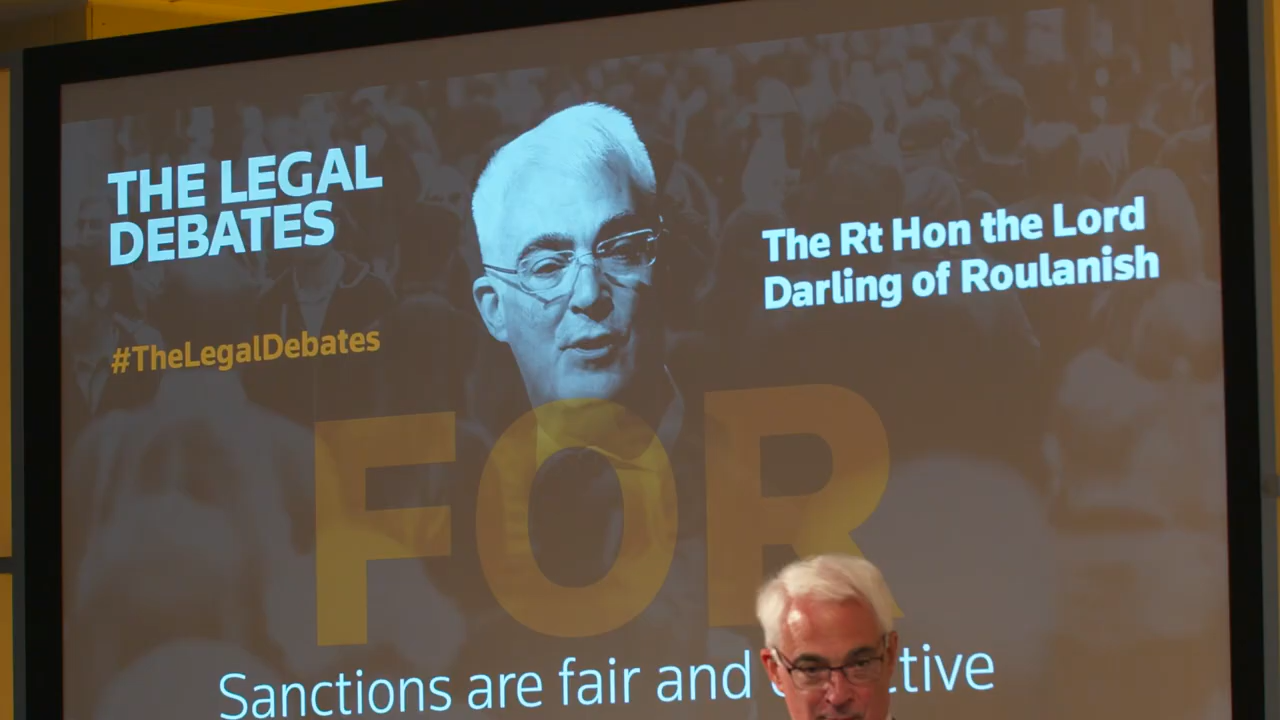 THE LEGAL
DEBATES
The Rt Hon the Lord
Darling of Roulanish
#TheLegalDebates
FOR
Sanctions are fair and